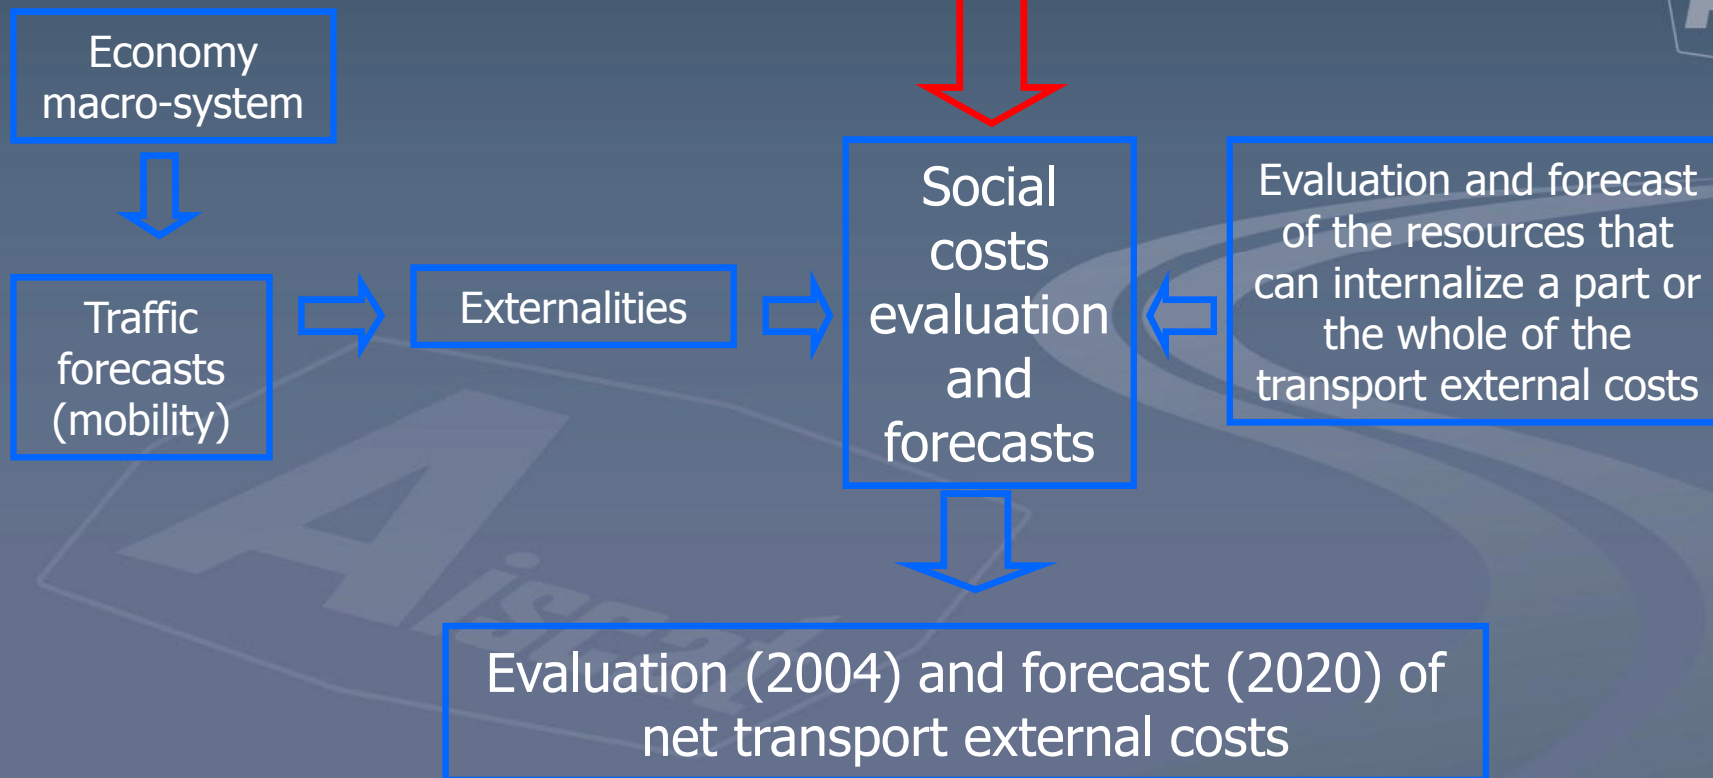 Economy
macro-system
Traffic
forecasts
(mobility)
Externalities
Social
costs
evaluation
and
forecasts
Evaluation and forecast
of the resources that
can internalize a part or
the whole of the
transport external costs
Aiscat
Evaluation (2004) and forecast (2020) of
net transport external costs